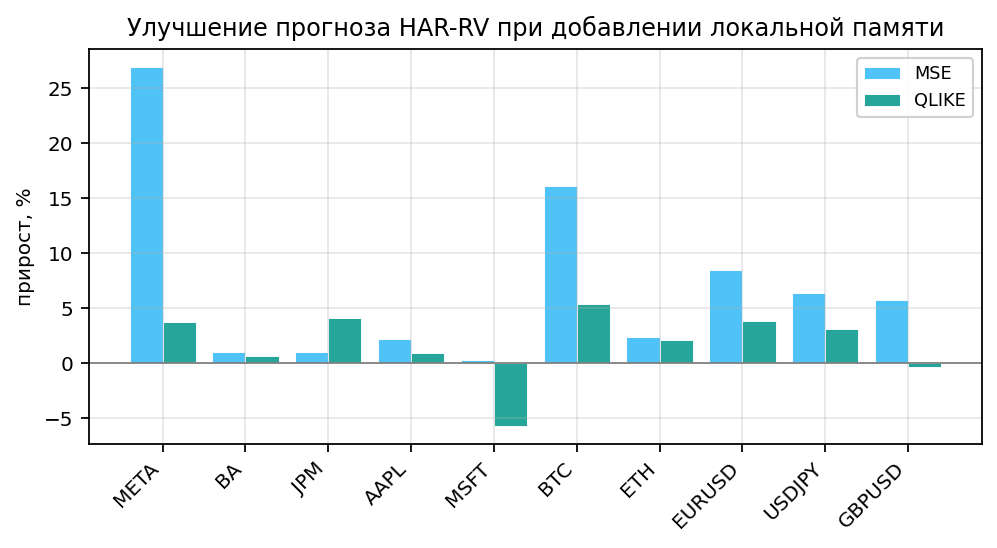 Улучшение прогноза HAR-RV при добавлении локальной памяти
MSE
QLIKE
прирост, %
25
20
15
10
5
0
−5
META
BA
JPM
AAPL
MSFT
BTC
ETH
EURUSD
USDJPY
GBPUSD